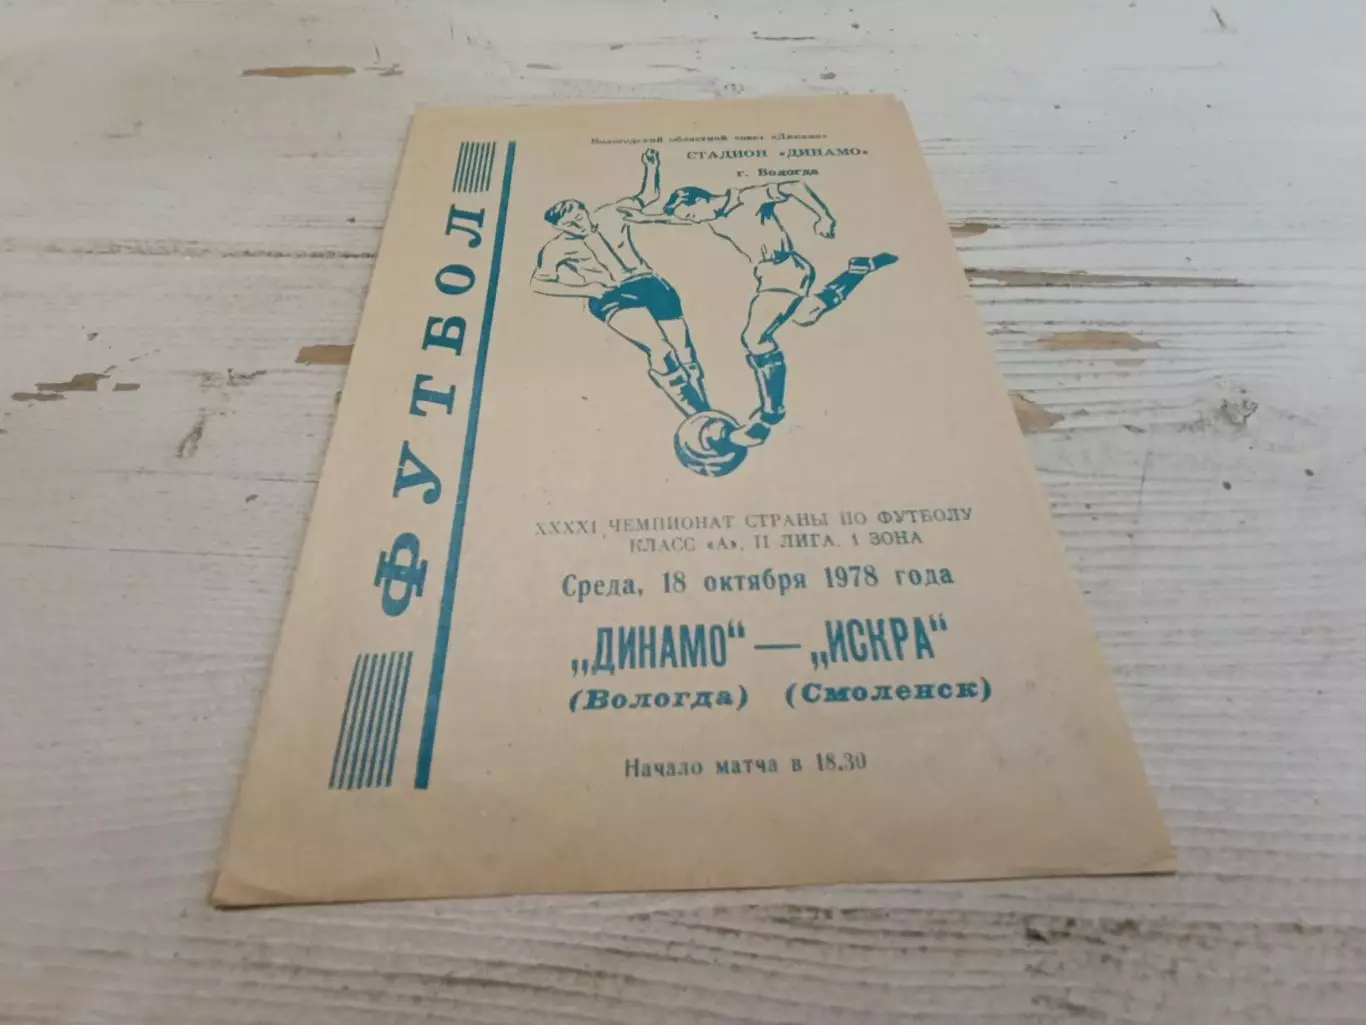 Вологодский областной совет «Динамо»
СТАДИОН «ДИНАМО»
г. Вологда
ФУТБОЛ
XXXXI ЧЕМПИОНАТ СТРАНЫ ПО ФУТБОЛУ
КЛАСС «А», II ЛИГА. 1 ЗОНА
Среда, 18 октября 1978 года
„ДИНАМО“ — „ИСКРА“
(Вологда) (Смоленск)
Начало матча в 18.30